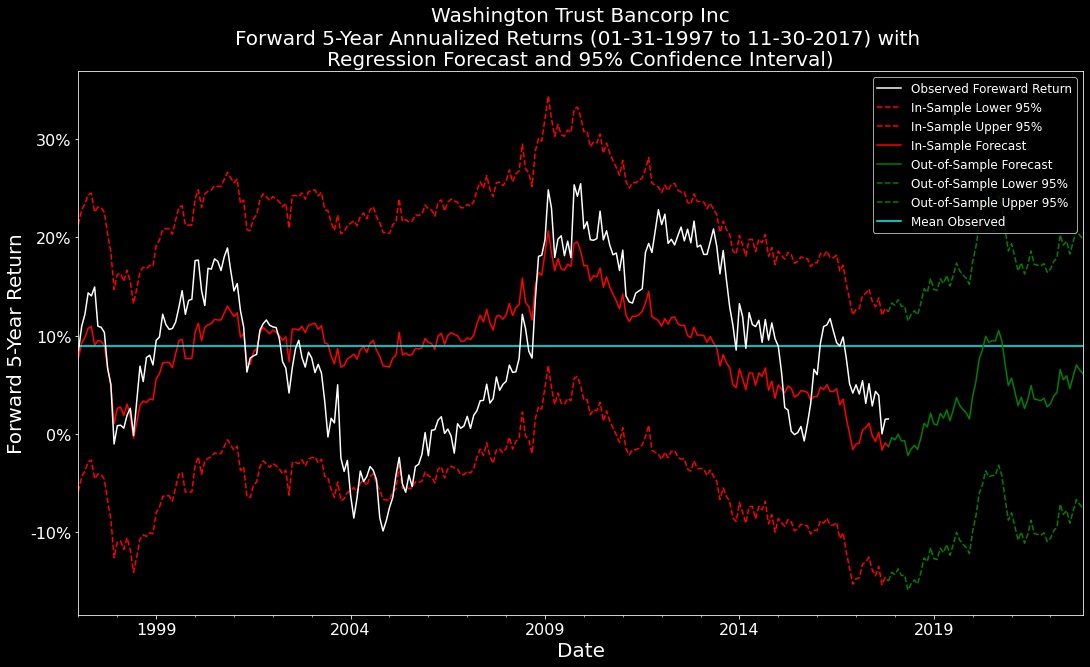 Washington Trust Bancorp Inc
Forward 5-Year Annualized Returns (01-31-1997 to 11-30-2017) with
Regression Forecast and 95% Confidence Interval)
Observed Foreward Return
In-Sample Lower 95%
In-Sample Upper 95%
In-Sample Forecast
Out-of-Sample Forecast
Out-of-Sample Lower 95%
Out-of-Sample Upper 95%
Mean Observed
Forward 5-Year Return
30%
20%
10%
0%
-10%
1999
2004
2009
2014
2019
Date